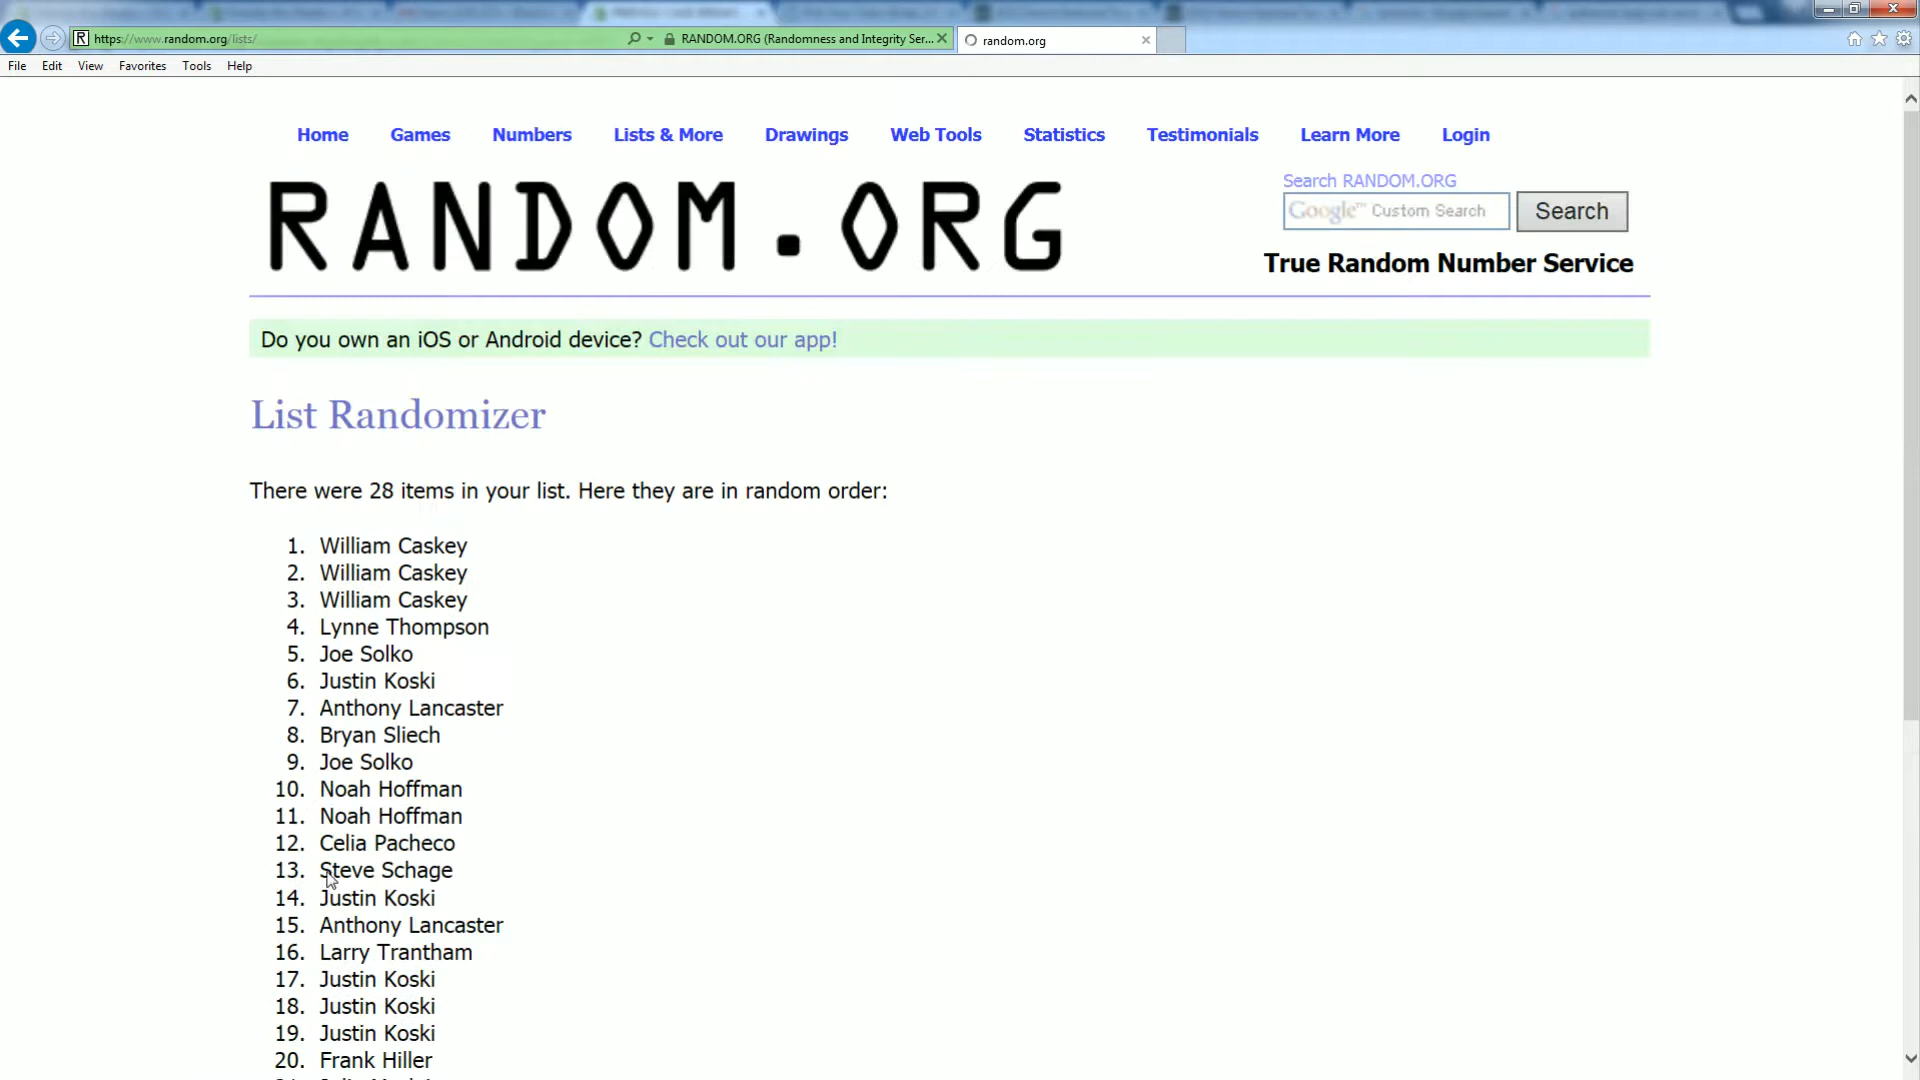 https://www.random.org/lists/
RANDOM.ORG (Randomness and Integrity Ser...
random.org
File Edit View Favorites Tools Help
Home Games Numbers Lists & More Drawings Web Tools Statistics Testimonials Learn More Login
RANDOM.ORG
Search RANDOM.ORG
Google™ Custom Search
Search
True Random Number Service
Do you own an iOS or Android device? Check out our app!
List Randomizer
There were 28 items in your list. Here they are in random order:
1. William Caskey
2. William Caskey
3. William Caskey
4. Lynne Thompson
5. Joe Solko
6. Justin Koski
7. Anthony Lancaster
8. Bryan Sliech
9. Joe Solko
10. Noah Hoffman
11. Noah Hoffman
12. Celia Pacheco
13. Steve Schage
14. Justin Koski
15. Anthony Lancaster
16. Larry Trantham
17. Justin Koski
18. Justin Koski
19. Justin Koski
20. Frank Hiller